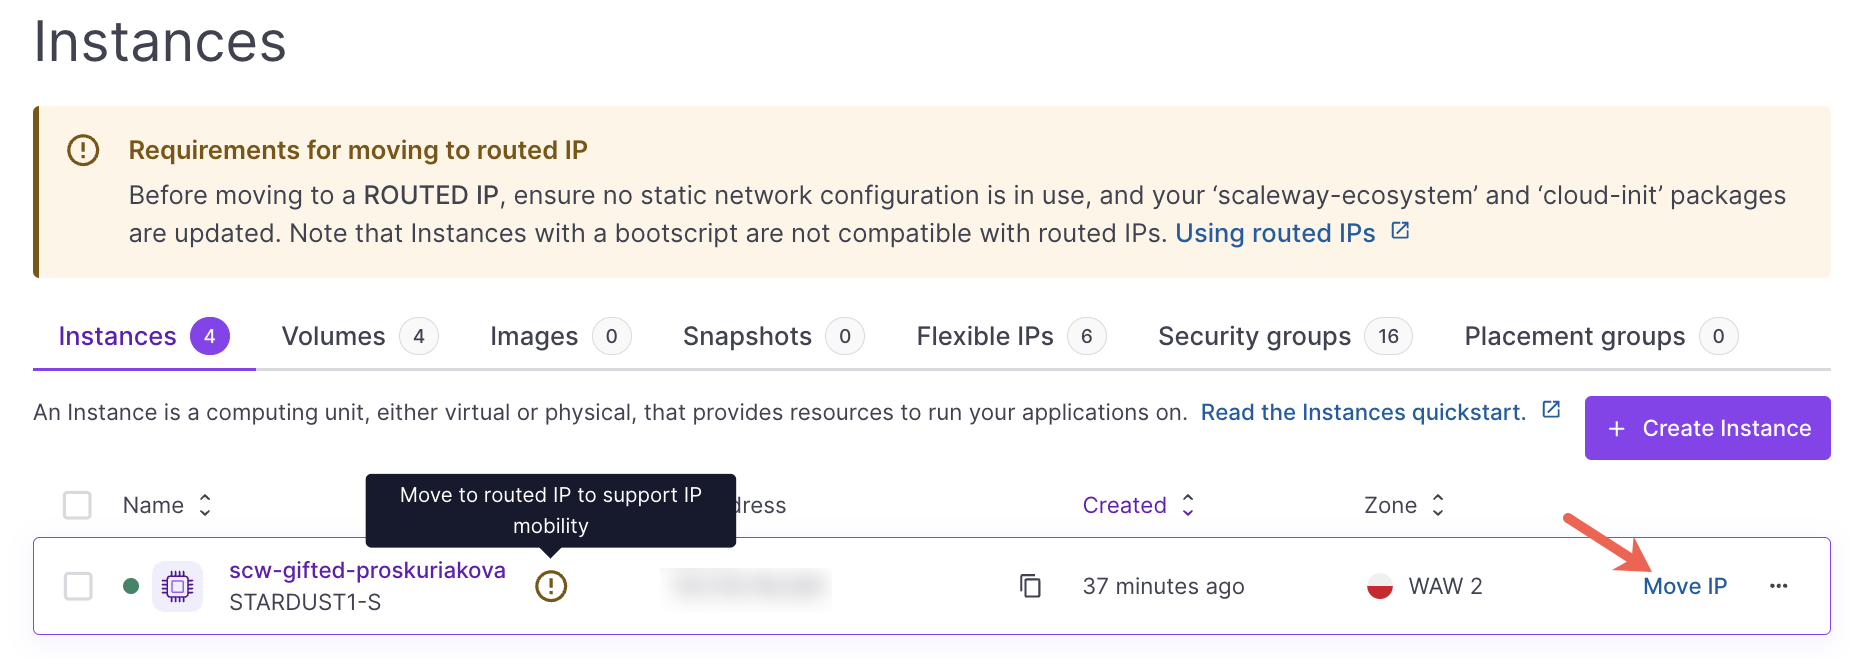 Instances
Requirements for moving to routed IP
Before moving to a ROUTED IP, ensure no static network configuration is in use, and your ‘scaleway-ecosystem’ and ‘cloud-init’ packages
are updated. Note that Instances with a bootscript are not compatible with routed IPs. Using routed IPs
Instances 4 Volumes 4 Images 0 Snapshots 0 Flexible IPs 6 Security groups 16 Placement groups 0
An Instance is a computing unit, either virtual or physical, that provides resources to run your applications on. Read the Instances quickstart.
+ Create Instance
Move to routed IP to support IP
mobility
Name dress Created Zone
scw-gifted-proskuriakova
STARDUST1-S
37 minutes ago WAW 2 Move IP